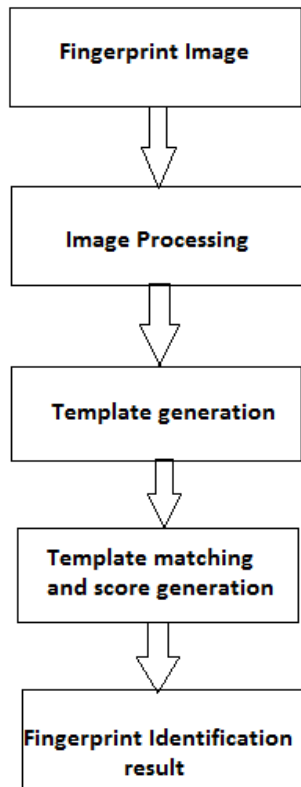 Fingerprint Image
Image Processing
Template generation
Template matching
and score generation
Fingerprint Identification
result